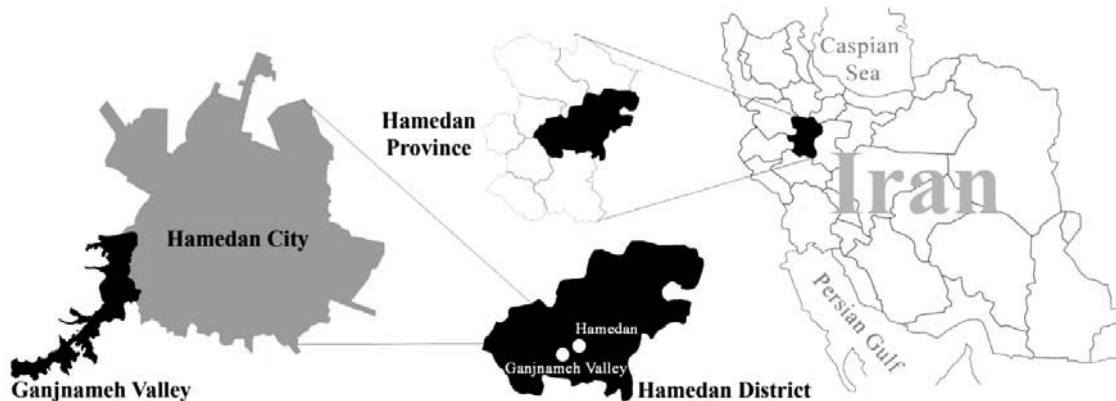 Caspian
Sea
Hamedan
Province
Iran
Hamedan City
Persian Gulf
Hamedan
Ganjnameh Valley
Ganjnameh Valley
Hamedan District